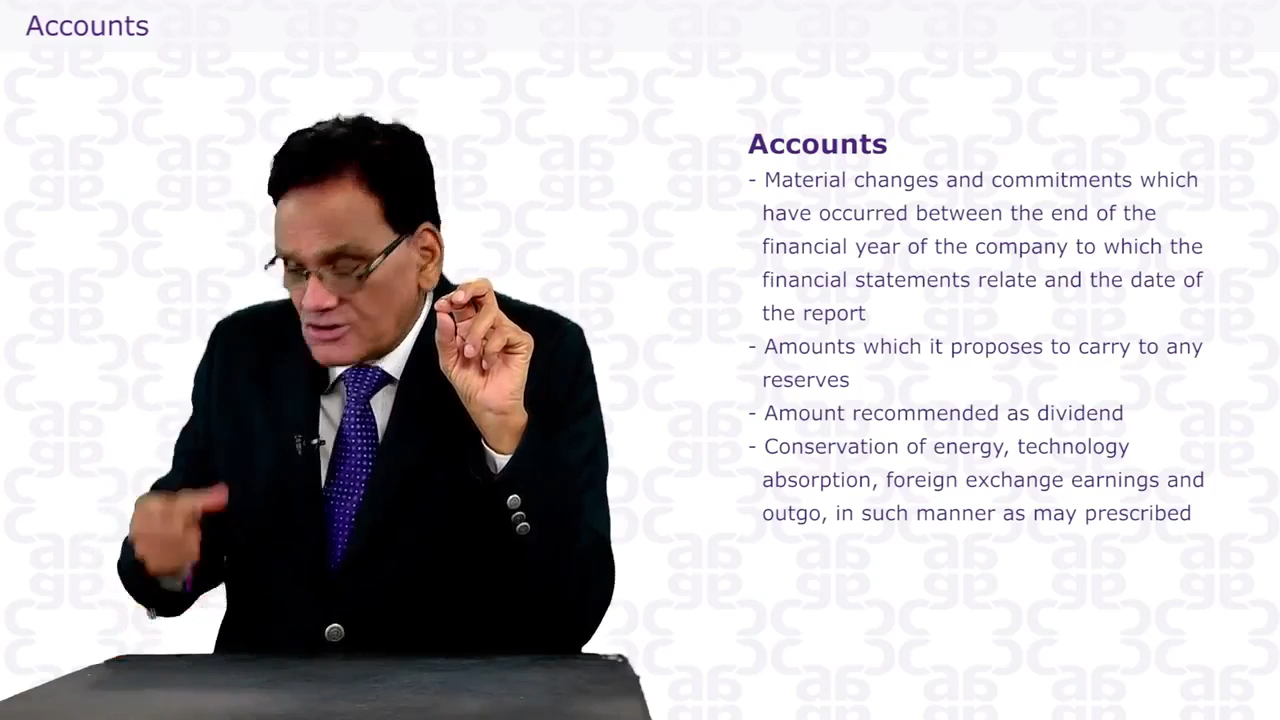 Accounts
Accounts
- Material changes and commitments which
have occurred between the end of the
financial year of the company to which the
financial statements relate and the date of
the report
- Amounts which it proposes to carry to any
reserves
- Amount recommended as dividend
- Conservation of energy, technology
absorption, foreign exchange earnings and
outgo, in such manner as may prescribed